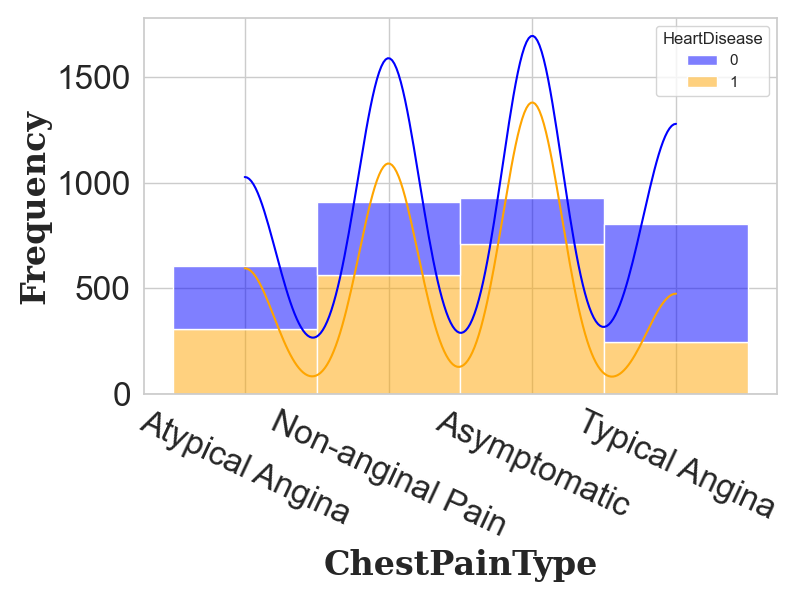 HeartDisease
0
1
1500
1000
500
0
Frequency
Atypical Angina
Non-anginal Pain
Asymptomatic
Typical Angina
ChestPainType